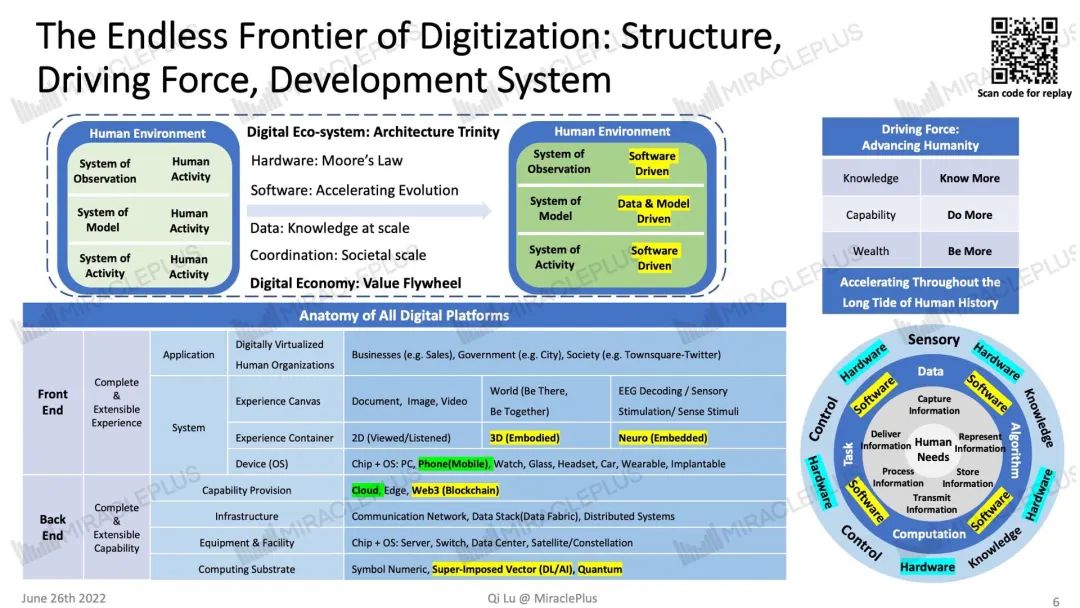 The Endless Frontier of Digitization: Structure,
Driving Force, Development System
Scan code for replay
Human Environment
System of
Observation
Human
Activity
System of
Model
Human
Activity
System of
Activity
Human
Activity
Digital Eco-system: Architecture Trinity
Hardware: Moore's Law
Software: Accelerating Evolution
Data: Knowledge at scale
Coordination: Societal scale
Digital Economy: Value Flywheel
Human Environment
System of
Observation
Software
Driven
System of
Model
Data & Model
Driven
System of
Activity
Software
Driven
Driving Force:
Advancing Humanity
Knowledge Know More
Capability Do More
Wealth Be More
Accelerating Throughout the
Long Tide of Human History
Anatomy of All Digital Platforms
Front
End
Complete
&
Extensible
Experience
Application
Digitally Virtualized
Human Organizations
Businesses (e.g. Sales), Government (e.g. City), Society (e.g. Townsquare-Twitter)
System
Experience Canvas
Document, Image, Video
World (Be There,
Be Together)
EEG Decoding / Sensory
Stimulation/ Sense Stimuli
Experience Container
2D (Viewed/Listened)
3D (Embodied)
Neuro (Embedded)
Device (OS)
Chip + OS: PC, Phone(Mobile), Watch, Glass, Headset, Car, Wearable, Implantable
Back
End
Complete
&
Extensible
Capability
Capability Provision
Cloud, Edge, Web3 (Blockchain)
Infrastructure
Communication Network, Data Stack(Data Fabric), Distributed Systems
Equipment & Facility
Chip + OS: Server, Switch, Data Center, Satellite/Constellation
Computing Substrate
Symbol Numeric, Super-Imposed Vector (DL/AI), Quantum
Sensory
Hardware
Hardware
Data
Software
Software
Capture
Information
Control
Knowledge
Deliver
Information
Human
Needs
Represent
Information
Task
Algorithm
Process
Information
Store
Information
Transmit
Information
Hardware
Hardware
Software
Software
Computation
Control
Knowledge
Hardware
June 26th 2022
Qi Lu @ MiraclePlus
6
MIRACLEPLUS